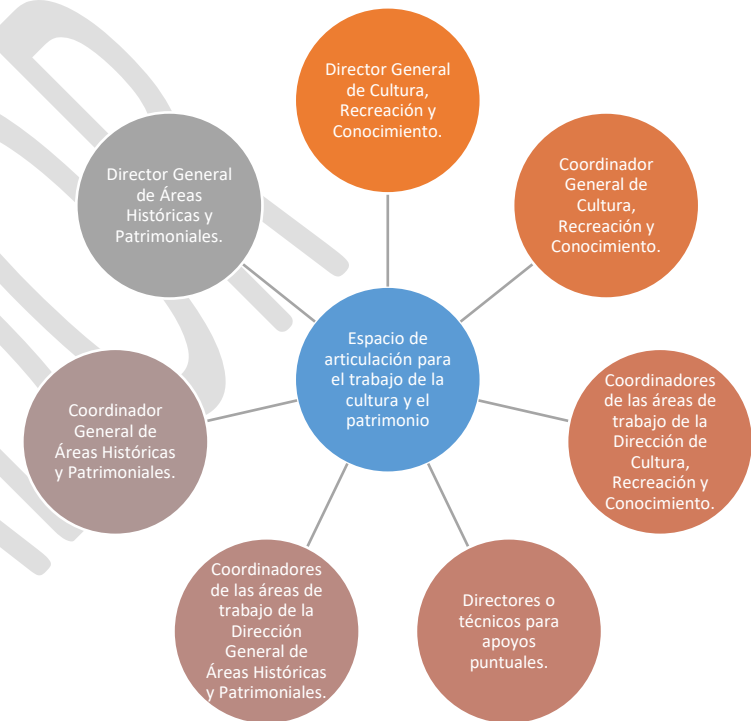 Director General
de Cultura,
Recreación y
Conocimiento.
Coordinador
General de
Cultura,
Recreación y
Conocimiento.
Coordinadores
de las áreas de
trabajo de la
Dirección de
Cultura,
Recreación y
Conocimiento.
Directores o
técnicos para
apoyos
puntuales.
Coordinadores
de las áreas de
trabajo de la
Dirección
General de
Áreas Históricas
y Patrimoniales.
Coordinador
General de
Áreas Históricas
y Patrimoniales.
Director General
de Áreas
Históricas y
Patrimoniales.
Espacio de
articulación para
el trabajo de la
cultura y el
patrimonio